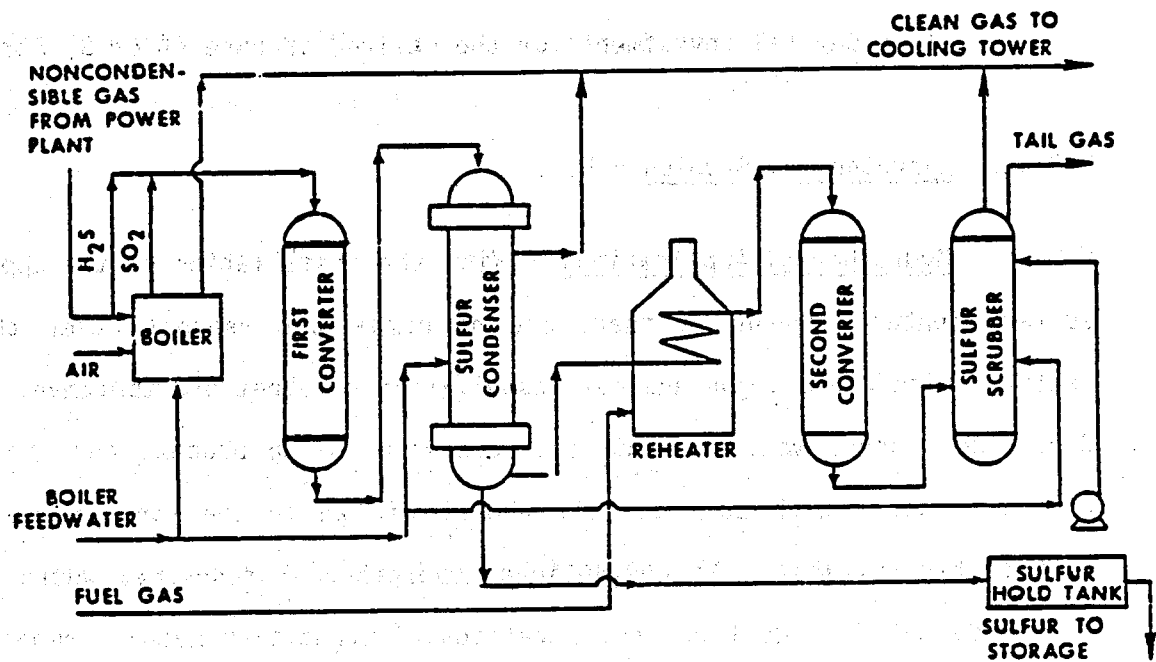 CLEAN GAS TO
COOLING TOWER
NONCONDEN-
SIBLE GAS
FROM POWER
PLANT
TAIL GAS
H2S
SO2
BOILER
AIR
FIRST
CONVERTER
SULFUR
CONDENSER
REHEATER
SECOND
CONVERTER
SULFUR
SCRUBBER
BOILER
FEEDWATER
FUEL GAS
SULFUR
HOLD TANK
SULFUR TO
STORAGE